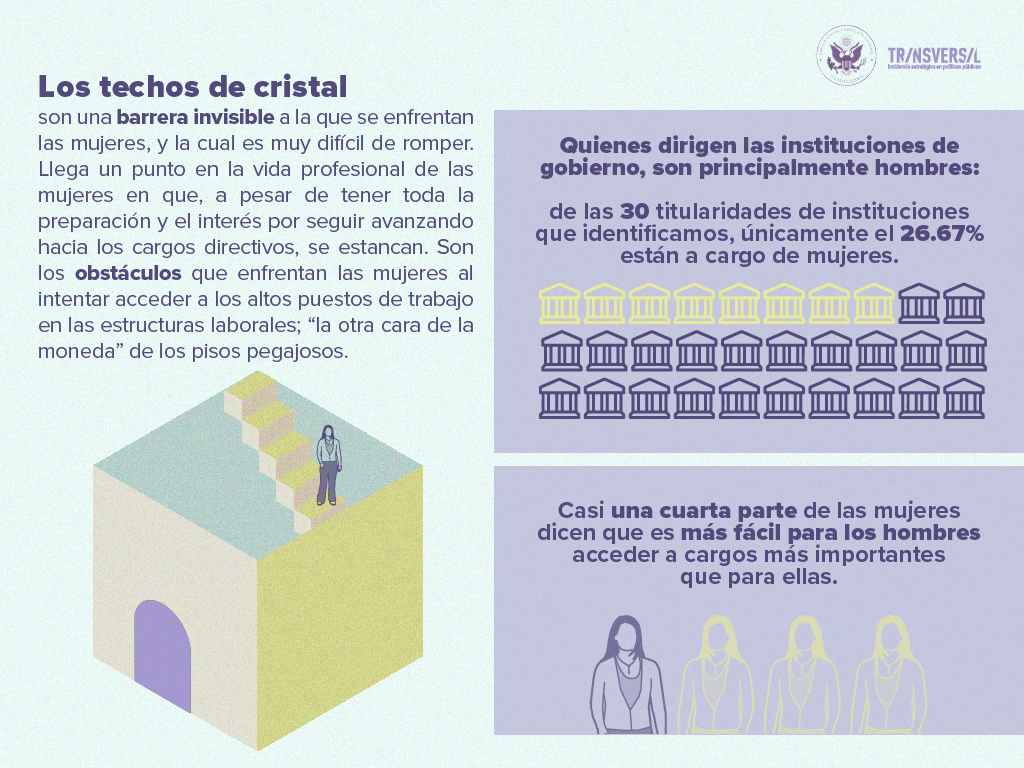 TR/NSVERS/L
Incidencia estratégica en políticas públicas
Los techos de cristal
son una barrera invisible a la que se enfrentan
las mujeres, y la cual es muy difícil de romper.
Llega un punto en la vida profesional de las
mujeres en que, a pesar de tener toda la
preparación y el interés por seguir avanzando
hacia los cargos directivos, se estancan. Son
los obstáculos que enfrentan las mujeres al
intentar acceder a los altos puestos de trabajo
en las estructuras laborales; “la otra cara de la
moneda” de los pisos pegajosos.
Quienes dirigen las instituciones de
gobierno, son principalmente hombres:
de las 30 titularidades de instituciones
que identificamos, únicamente el 26.67%
están a cargo de mujeres.
Casi una cuarta parte de las mujeres
dicen que es más fácil para los hombres
acceder a cargos más importantes
que para ellas.